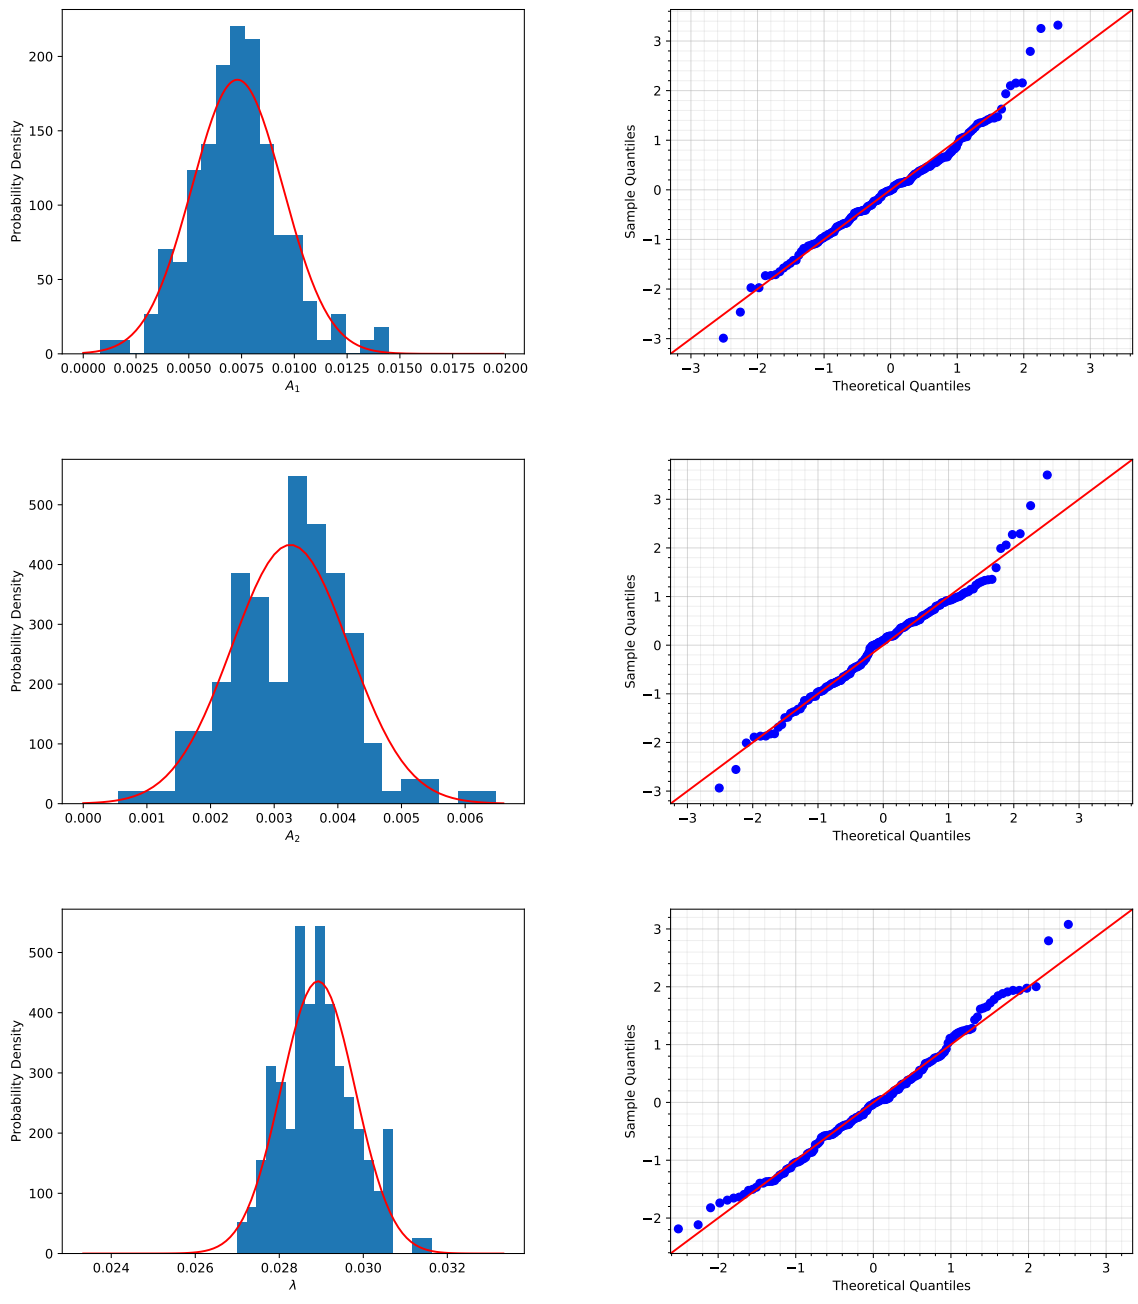 Probability Density
200
150
100
50
0
0.0000 0.0025 0.0050 0.0075 0.0100 0.0125 0.0150 0.0175 0.0200
A1
Sample Quantiles
3
2
1
0
−1
−2
−3
−3 −2 −1 0 1 2 3
Theoretical Quantiles
Probability Density
500
400
300
200
100
0
0.000 0.001 0.002 0.003 0.004 0.005 0.006
A2
Sample Quantiles
3
2
1
0
−1
−2
−3
−3 −2 −1 0 1 2 3
Theoretical Quantiles
Probability Density
500
400
300
200
100
0
0.024 0.026 0.028 0.030 0.032
λ
Sample Quantiles
3
2
1
0
−1
−2
−2 −1 0 1 2 3
Theoretical Quantiles